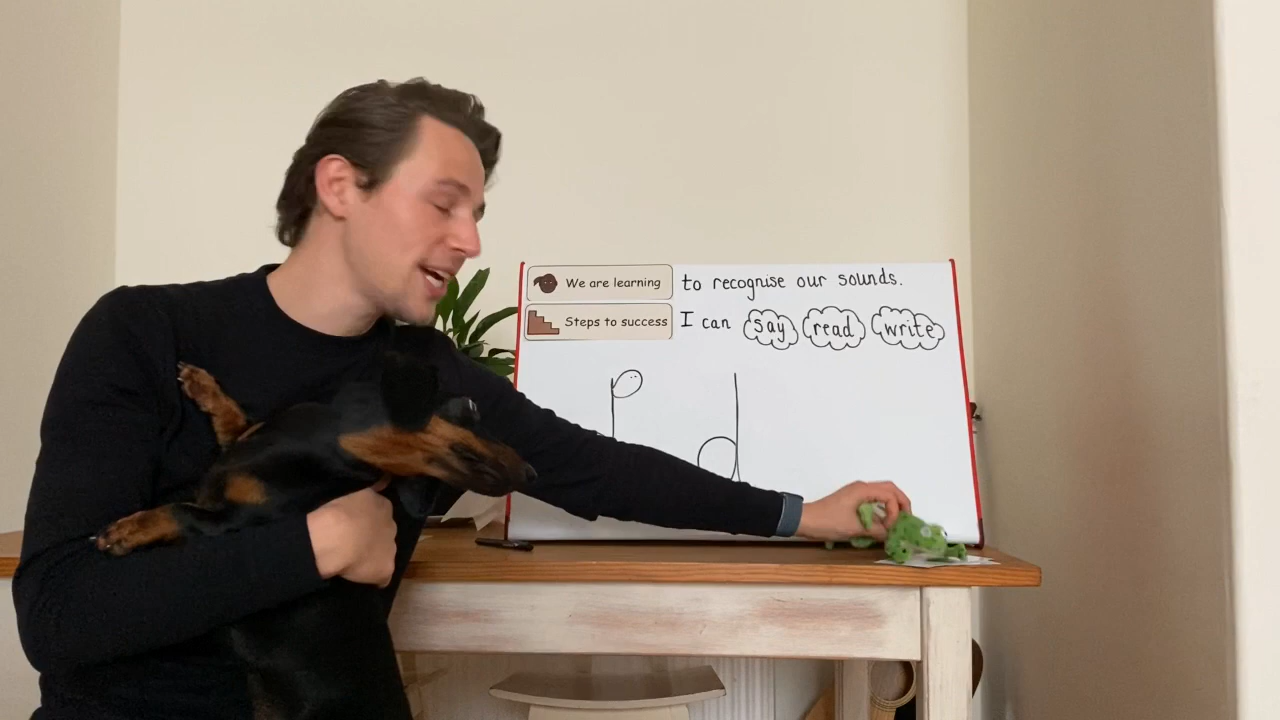 We are learning to recognise our sounds.
Steps to success I can say read write
p d